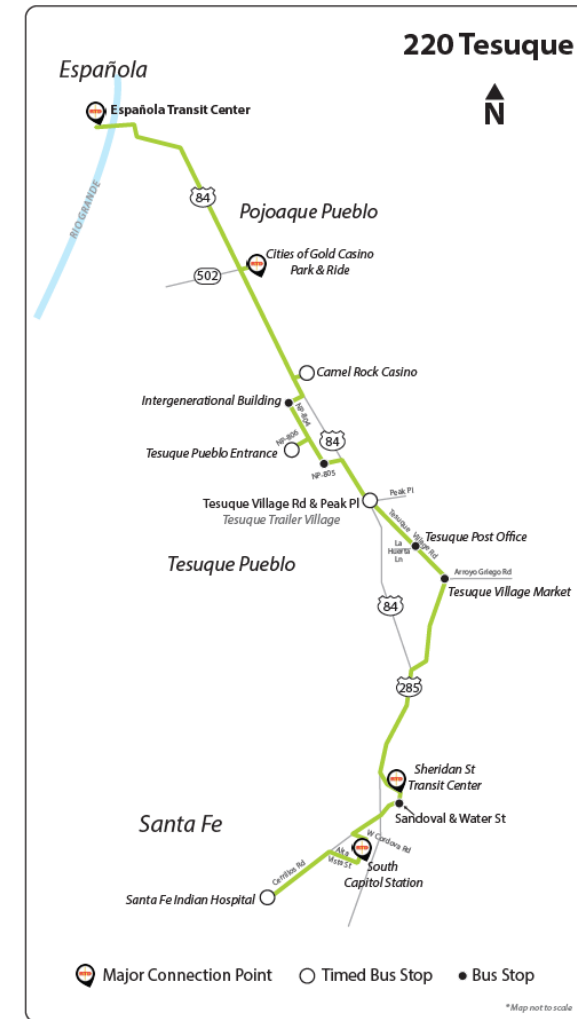 220 Tesuque
N
Española
Española Transit Center
RIO GRANDE
84
Pojoaque Pueblo
Cities of Gold Casino
Park & Ride
502
Camel Rock Casino
Intergenerational Building
NP-804
84
NP-806
Tesuque Pueblo Entrance
NP-805
Peak Pl
Tesuque Village Rd & Peak Pl
Tesuque Trailer Village
Tesuque Village Rd
Tesuque Post Office
La
Huerta
Ln
Tesuque Pueblo
Arroyo Griego Rd
Tesuque Village Market
84
285
Sheridan St
Transit Center
Sandoval & Water St
Santa Fe
W Cordova Rd
Alta
Vista St
South
Capitol Station
Cerrillos Rd
Santa Fe Indian Hospital
Major Connection Point
Timed Bus Stop
Bus Stop
*Map not to scale